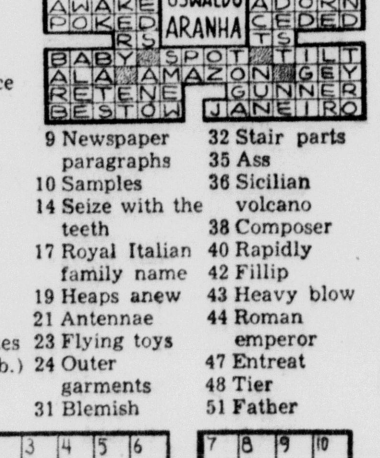 AWAKE OSWALDO ADORN
POKED ARANHA CEDED
RS TS
BABY SPOT TILT
ALA AMAZON GEY
RETENE GUNNER
BESTOW JANEIRO
9 Newspaper
paragraphs
10 Samples
14 Seize with the
teeth
17 Royal Italian
family name
19 Heaps anew
21 Antennae
23 Flying toys
24 Outer
garments
31 Blemish
32 Stair parts
35 Ass
36 Sicilian
volcano
38 Composer
40 Rapidly
42 Fillip
43 Heavy blow
44 Roman
emperor
47 Entreat
48 Tier
51 Father
b.)
3 4 5 6 7 8 9 10